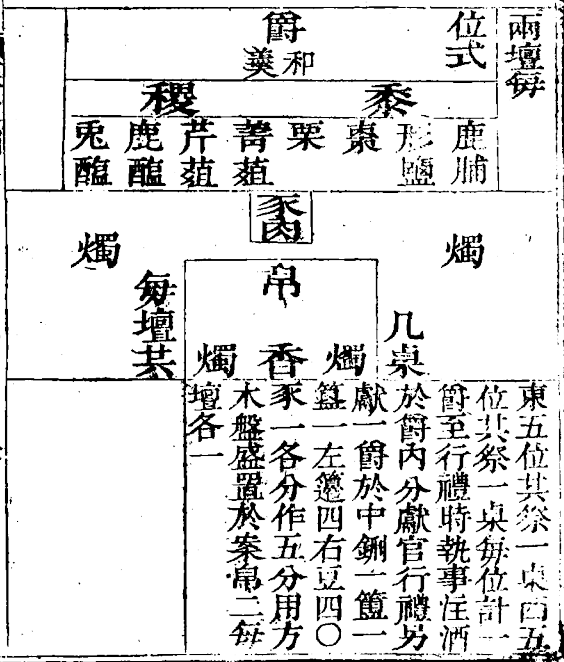 兩壇每
位式
爵
和
羹
黍
稷
鹿脯
形鹽
棗
栗
菁菹
芹菹
鹿醢
兎醢
豕肉
燭
燭
帛
每壇共
几桌
燭
香
燭
東五位共祭一桌西五
位共祭一桌每位計一
爵至行禮時執事注酒
於爵内分獻官行禮另
獻一爵於中鉶一簠一
簋一左籩四右豆四〇
豕一各分作五分用方
木盤盛置於案帛二每
壇各一